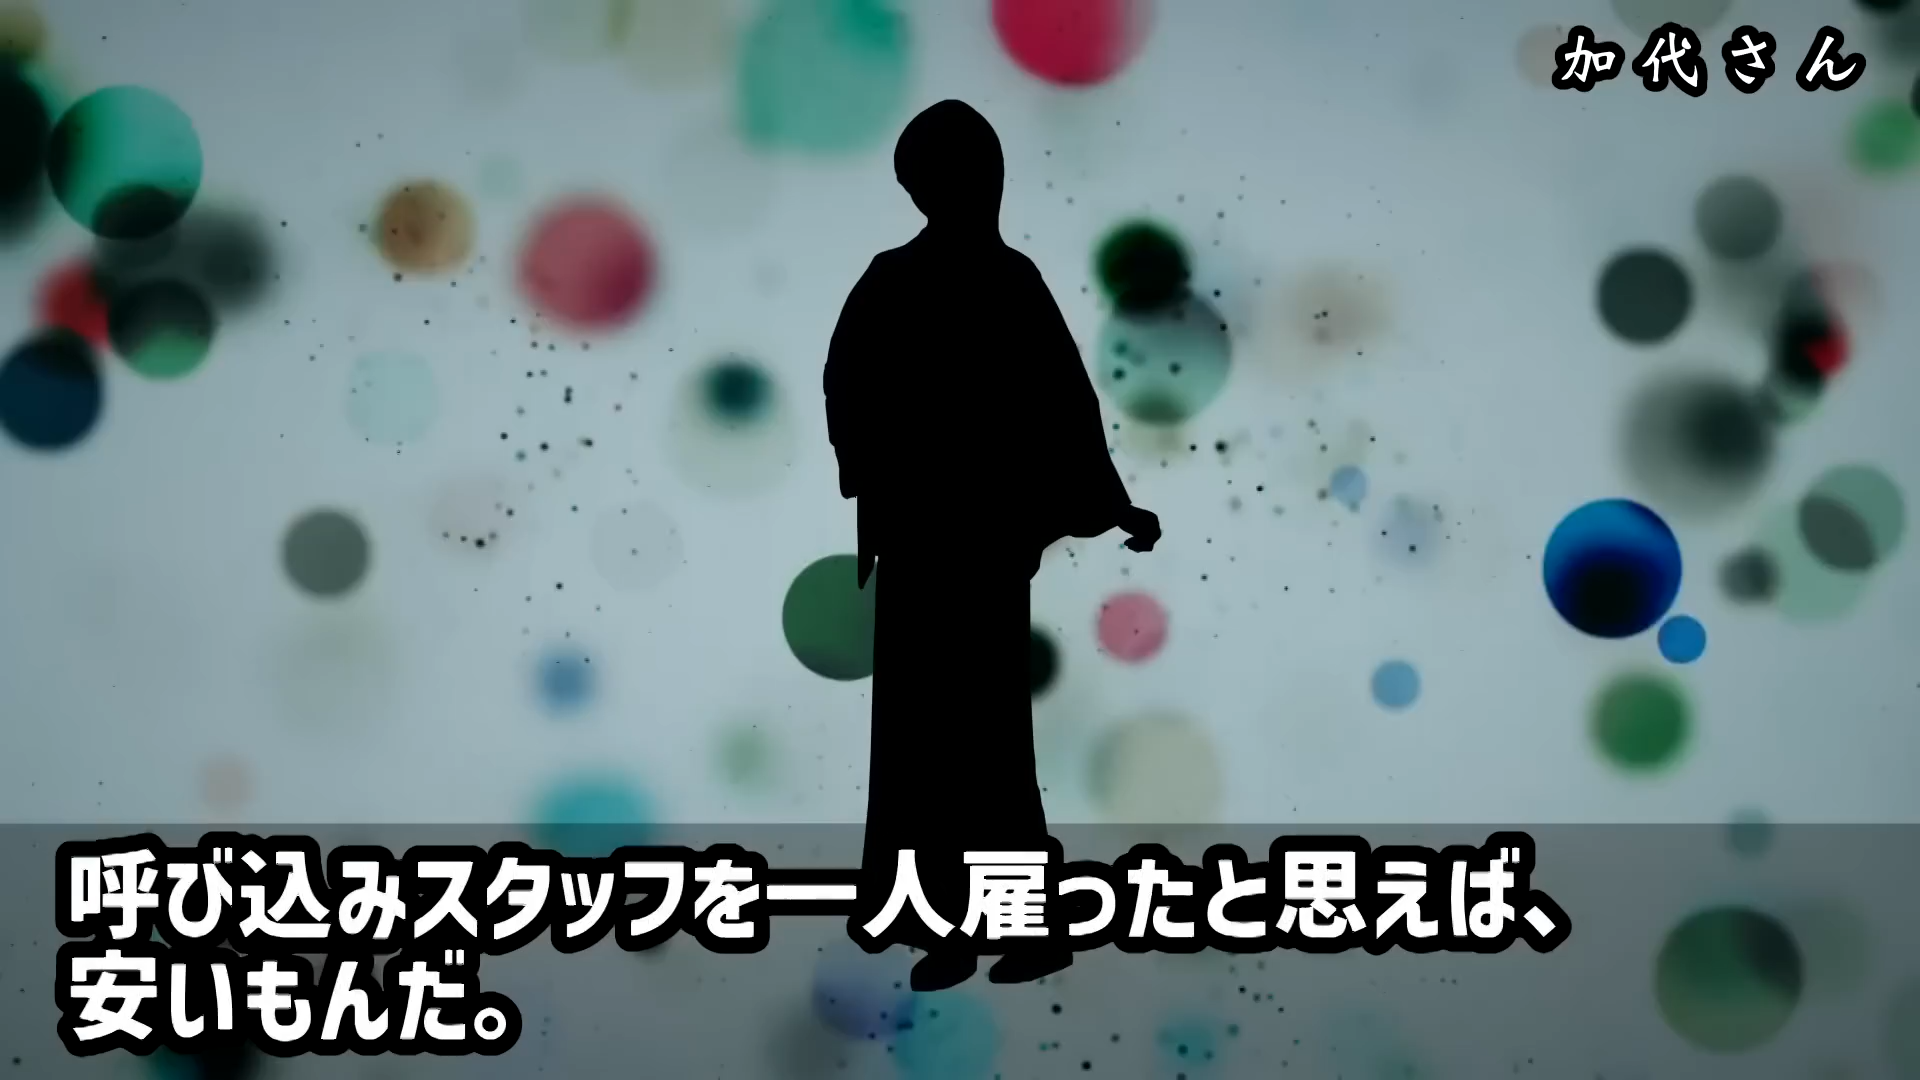 加代さん
呼び込みスタッフを一人雇ったと思えば、
安いもんだ。